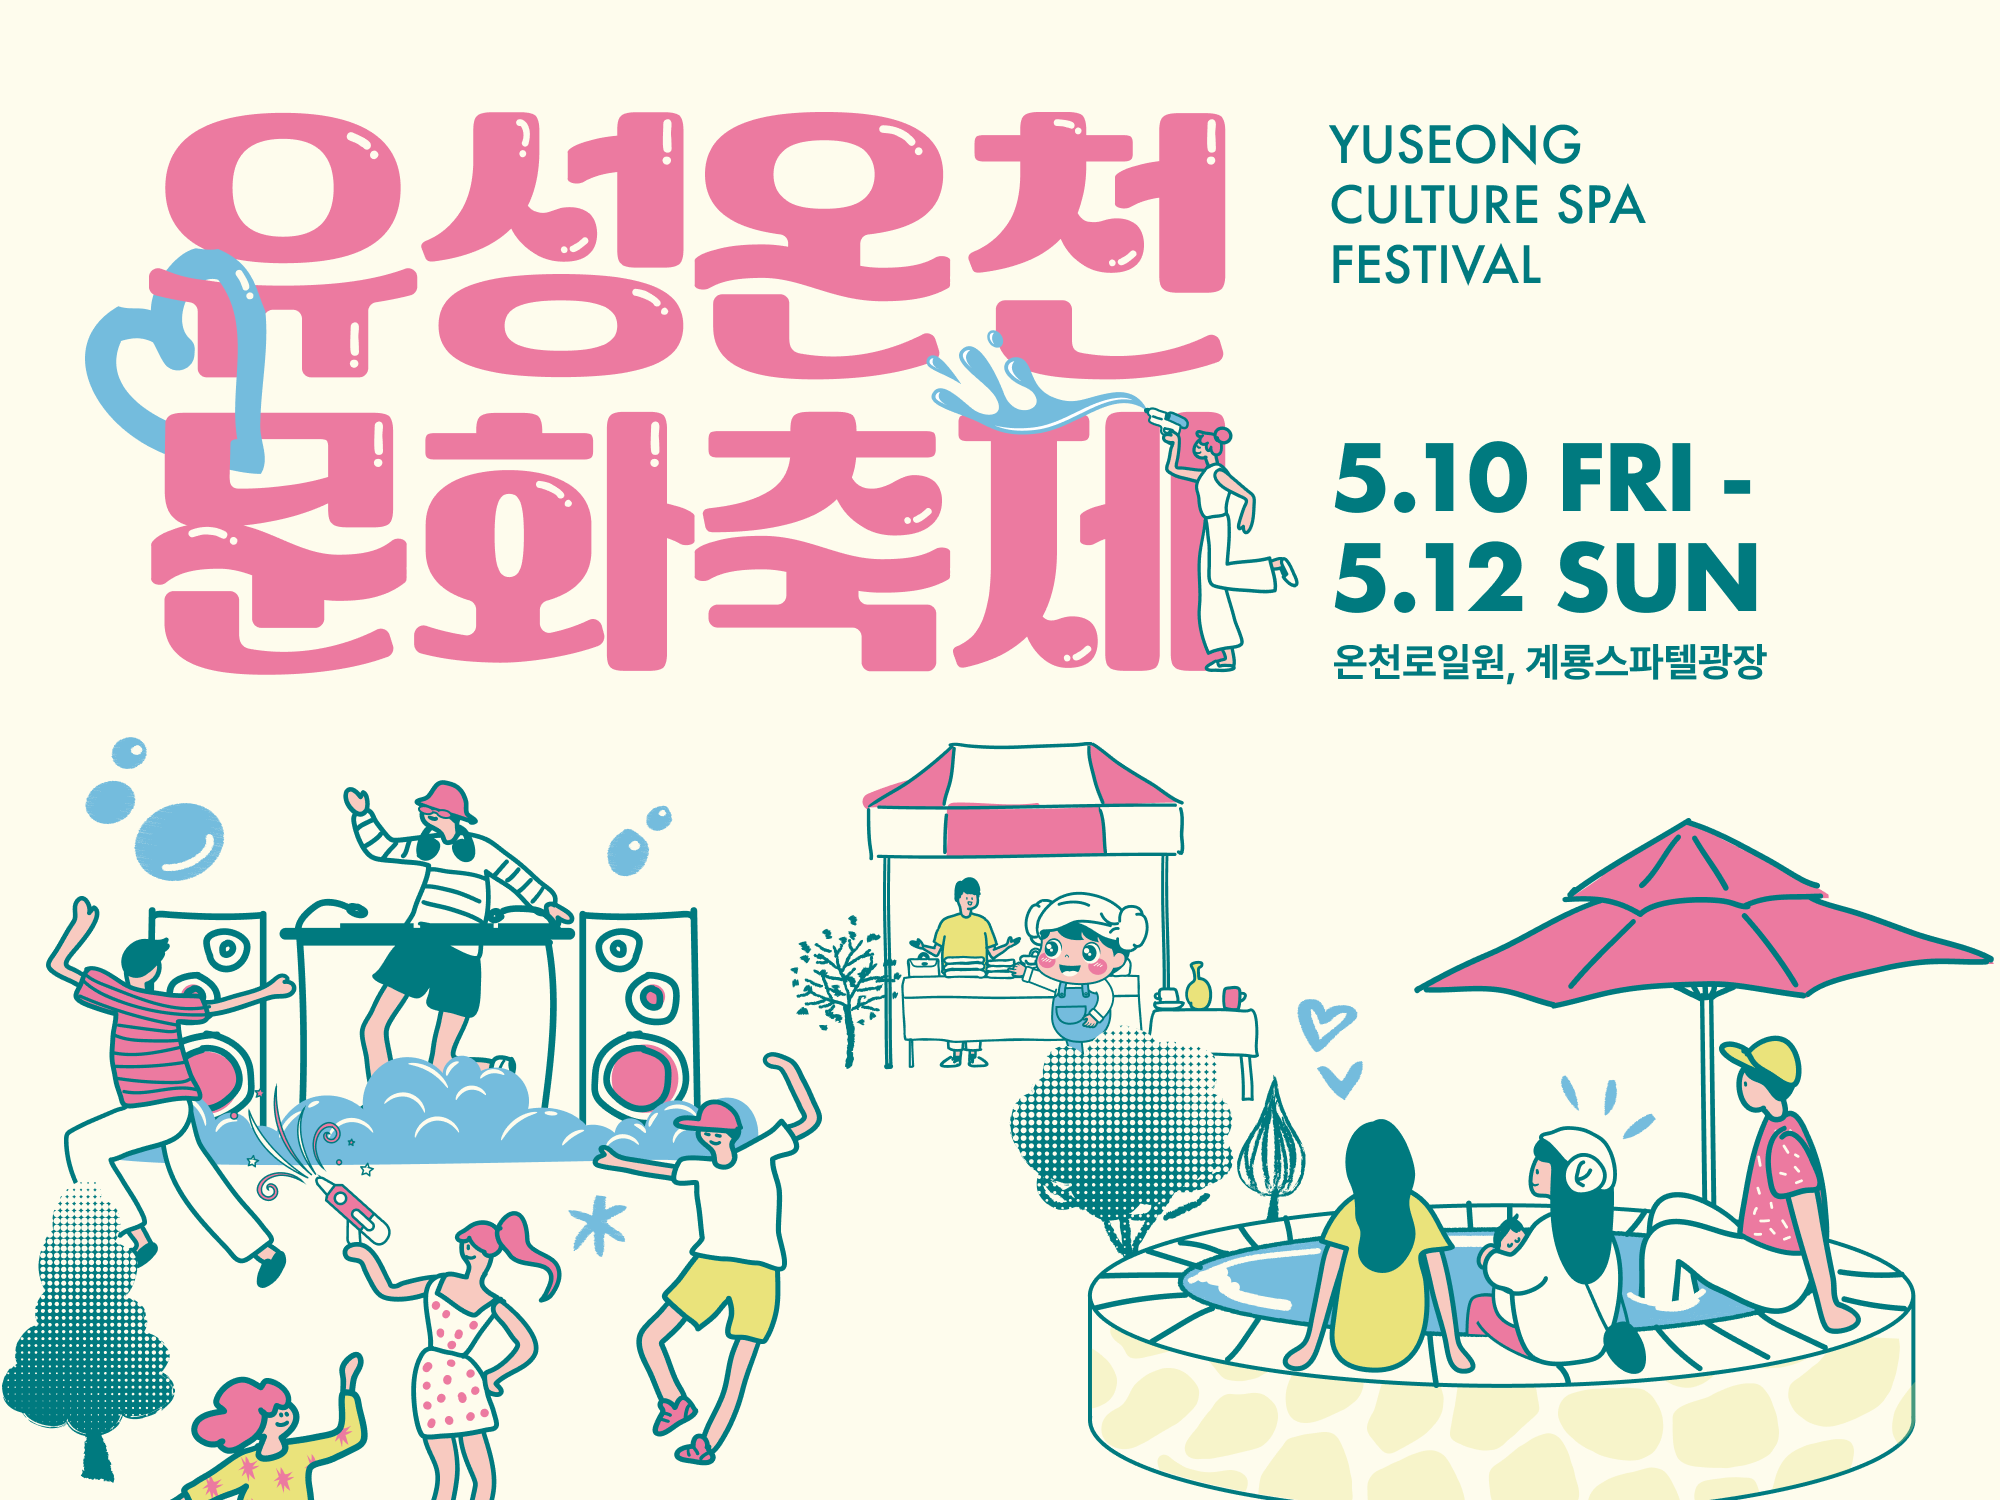 유성온천
문화축제
YUSEONG
CULTURE SPA
FESTIVAL
5.10 FRI -
5.12 SUN
온천로일원, 계룡스파텔광장